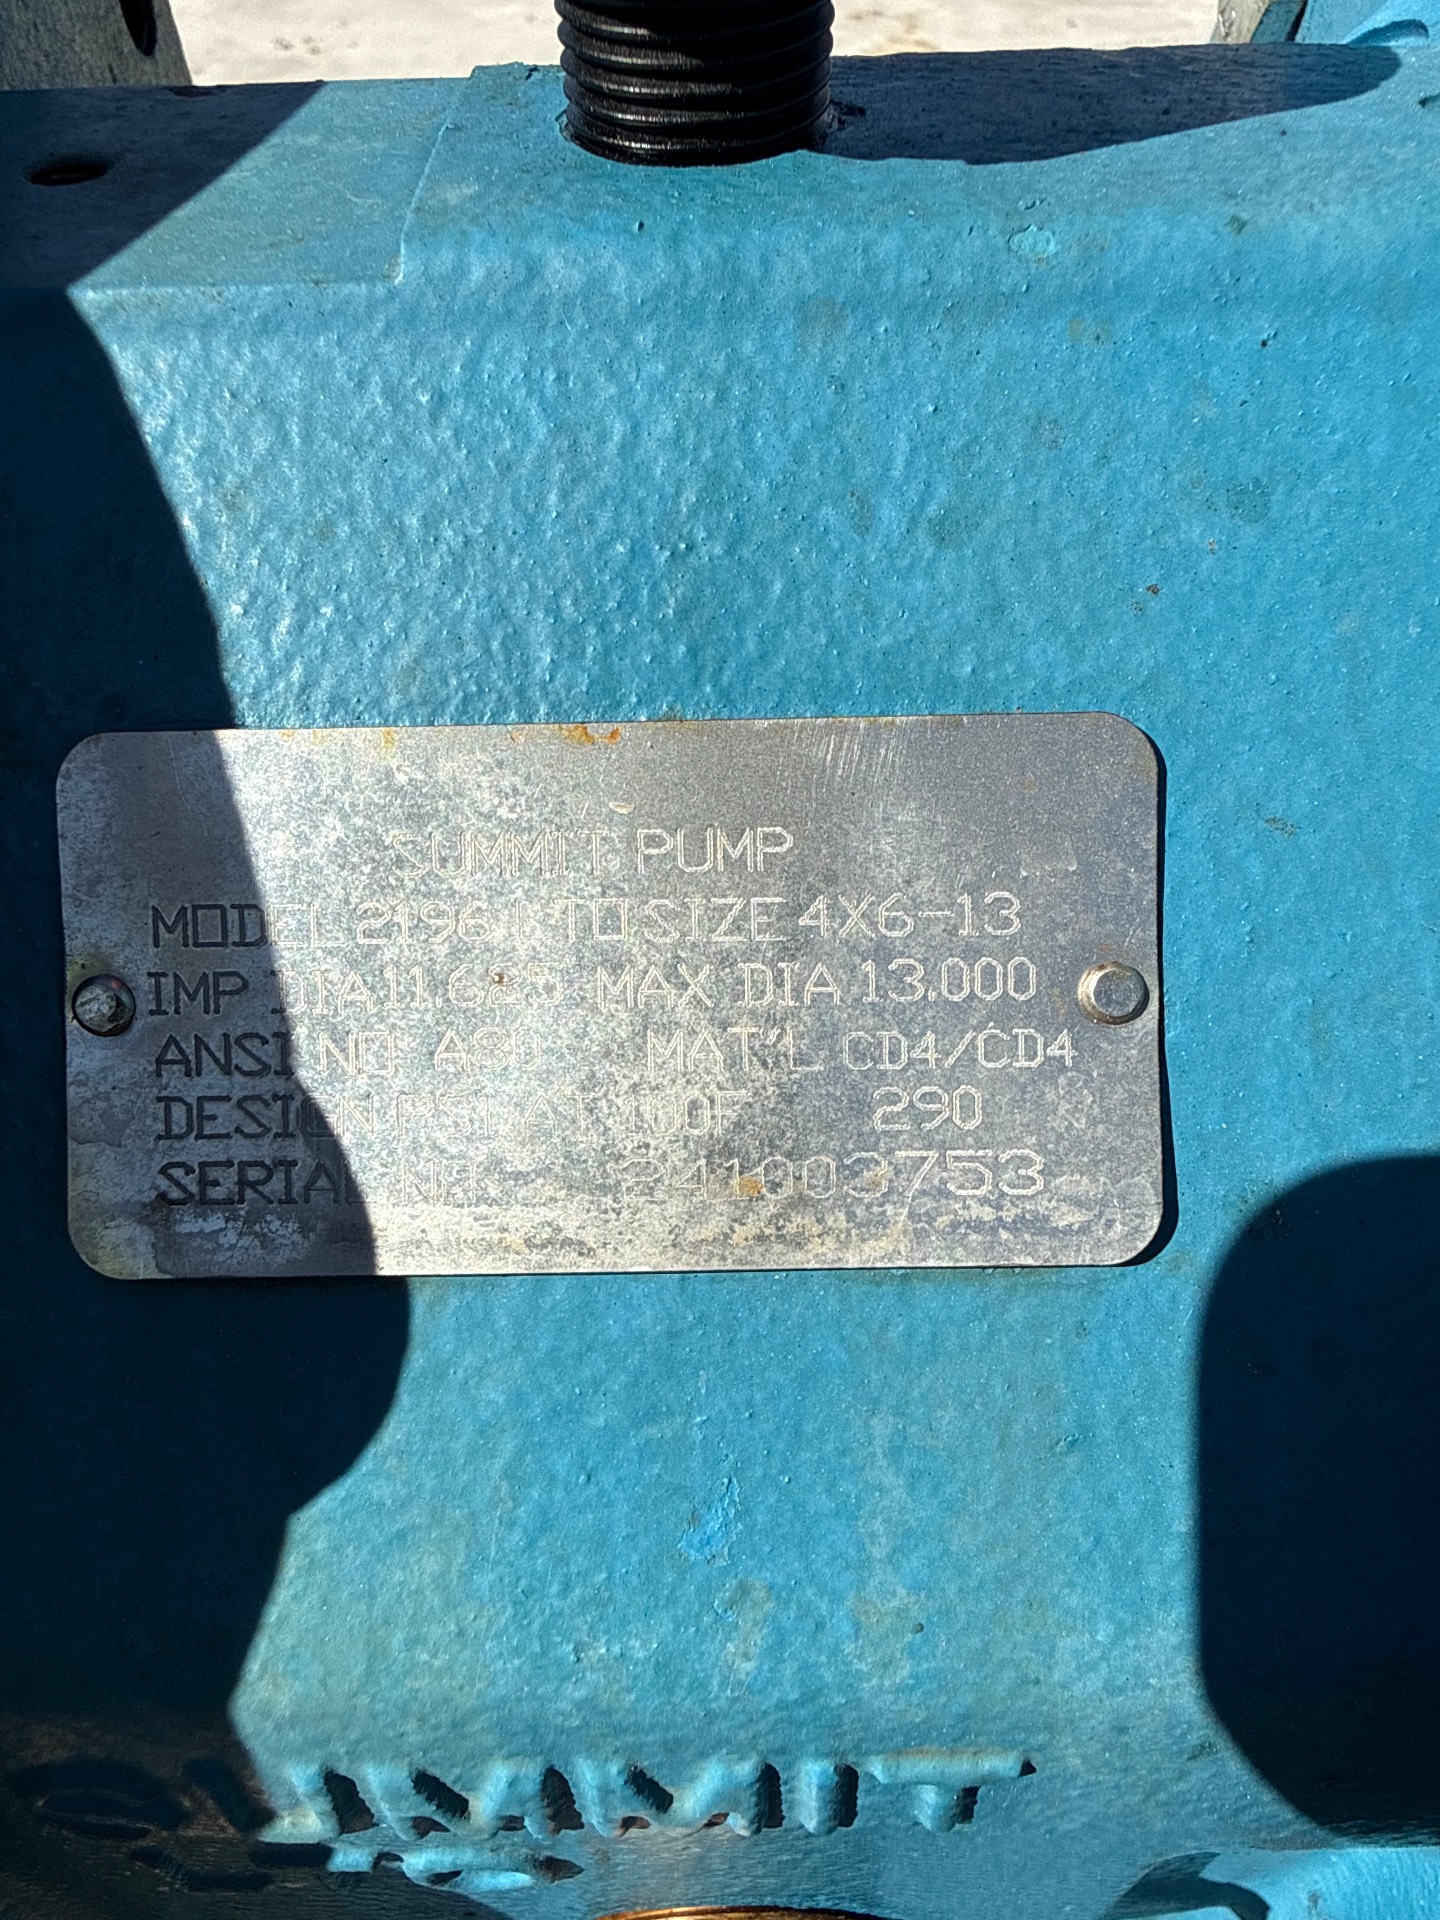 SUMMIT PUMP
MODEL 2196 LTO SIZE 4X6-13
IMP DIA 11.625 MAX DIA 13.000
ANSI NO A80 MAT'L CD4/CD4
DESIGN PSI AT 100F 290
SERIAL 241003753
SUMMIT